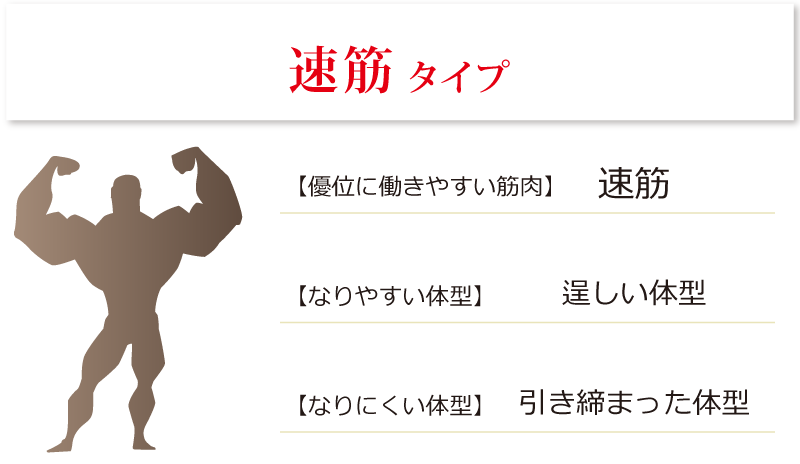 速筋 タイプ
【優位に働きやすい筋肉】 速筋
【なりやすい体型】 逞しい体型
【なりにくい体型】 引き締まった体型